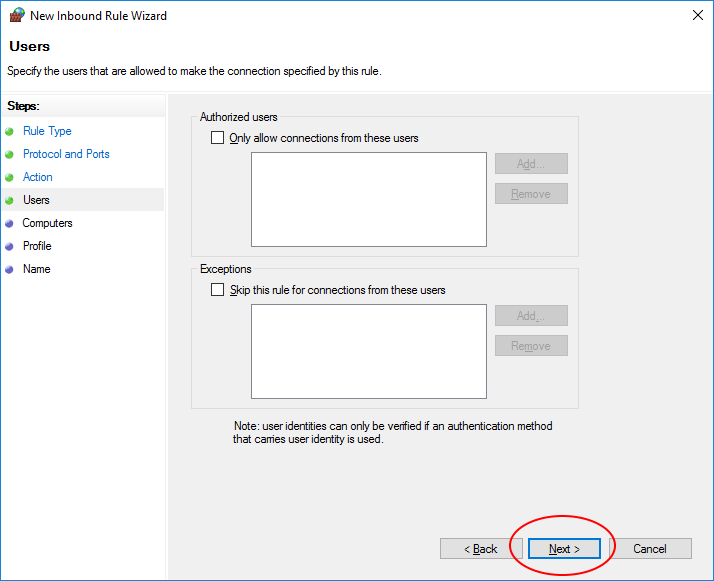 New Inbound Rule Wizard
Users
Specify the users that are allowed to make the connection specified by this rule.
Steps:
Rule Type
Protocol and Ports
Action
Users
Computers
Profile
Name
Authorized users
Only allow connections from these users
Add...
Remove
Exceptions
Skip this rule for connections from these users
Add...
Remove
Note: user identities can only be verified if an authentication method
that carries user identity is used.
< Back
Next >
Cancel